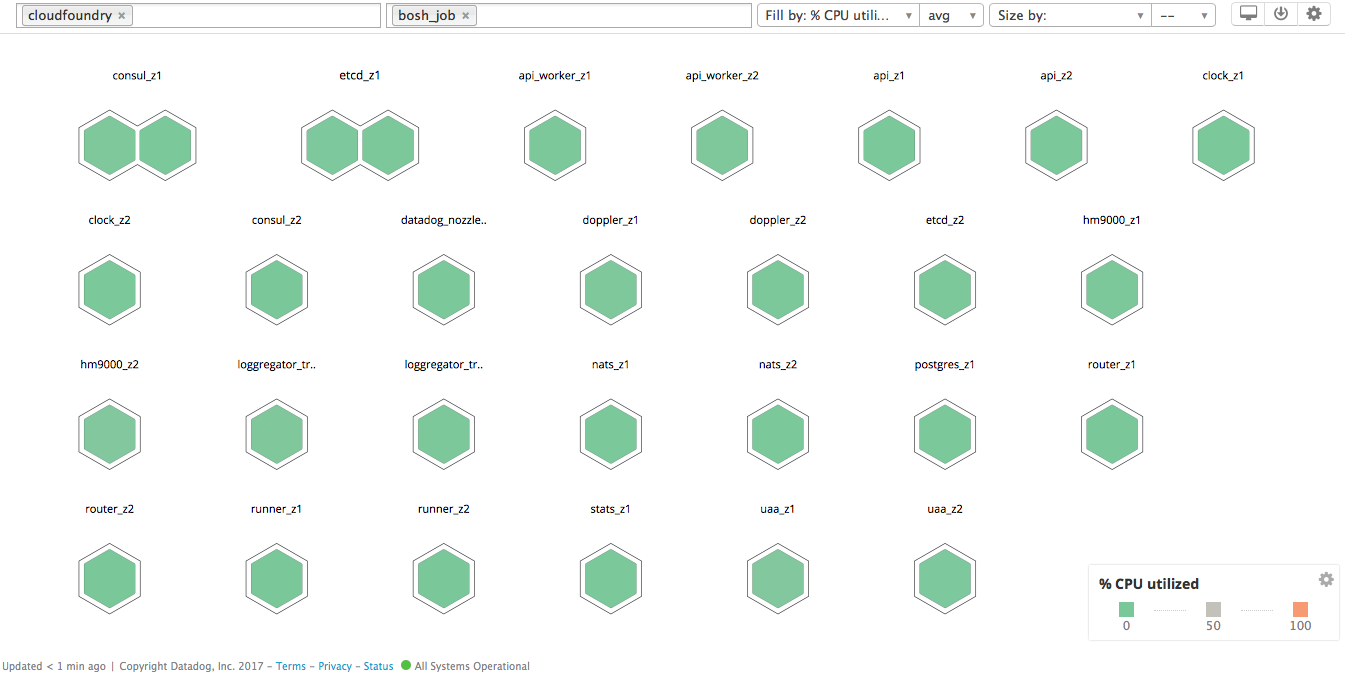 cloudfoundry × bosh_job × Fill by: % CPU utili... ▼ avg ▼ Size by: ▼ -- ▼
consul_z1 etcd_z1 api_worker_z1 api_worker_z2 api_z1 api_z2 clock_z1
clock_z2 consul_z2 datadog_nozzle.. doppler_z1 doppler_z2 etcd_z2 hm9000_z1
hm9000_z2 loggregator_tr.. loggregator_tr.. nats_z1 nats_z2 postgres_z1 router_z1
router_z2 runner_z1 runner_z2 stats_z1 uaa_z1 uaa_z2
% CPU utilized
0 50 100
Updated < 1 min ago | Copyright Datadog, Inc. 2017 – Terms – Privacy – Status All Systems Operational